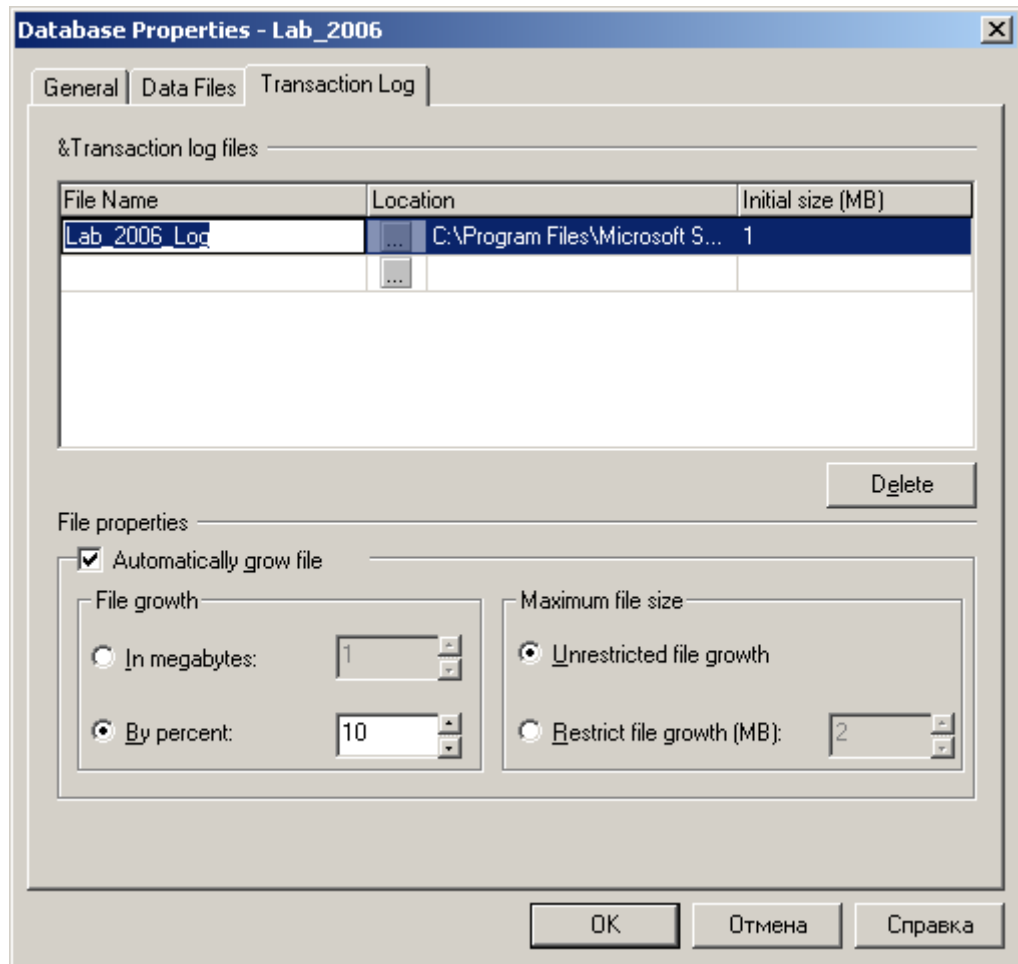 Database Properties - Lab_2006
General Data Files Transaction Log
&Transaction log files
File Name Location Initial size (MB)
Lab_2006_Log ... C:\Program Files\Microsoft S... 1
...
Delete
File properties
Automatically grow file
File growth Maximum file size
In megabytes: 1 Unrestricted file growth
By percent: 10 Restrict file growth (MB): 2
OK Отмена Справка